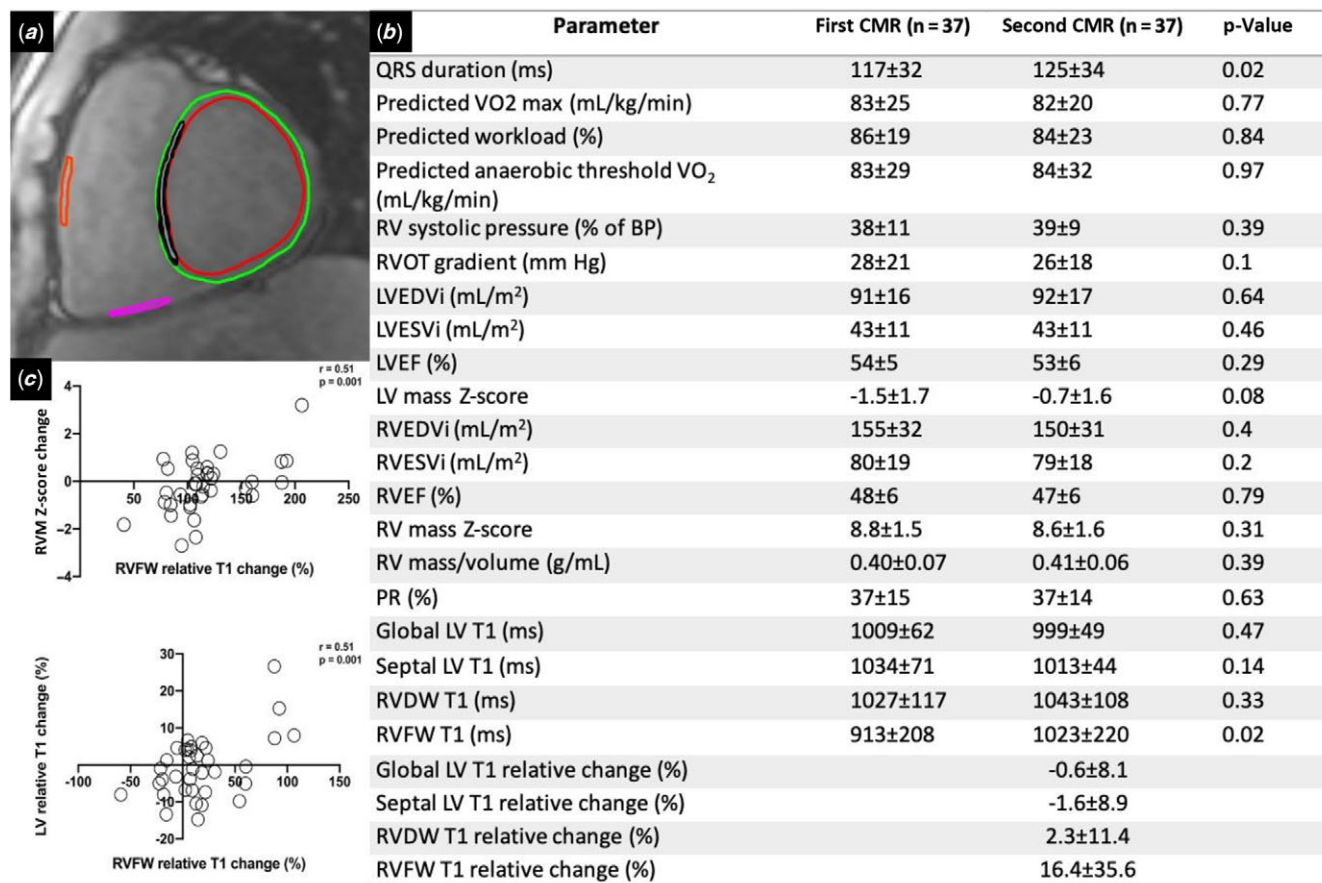 (a)
(b)
Parameter First CMR (n = 37) Second CMR (n = 37) p-Value
QRS duration (ms) 117±32 125±34 0.02
Predicted VO2 max (mL/kg/min) 83±25 82±20 0.77
Predicted workload (%) 86±19 84±23 0.84
Predicted anaerobic threshold VO₂ 83±29 84±32 0.97
(mL/kg/min)
RV systolic pressure (% of BP) 38±11 39±9 0.39
RVOT gradient (mm Hg) 28±21 26±18 0.1
LVEDVi (mL/m²) 91±16 92±17 0.64
LVESVi (mL/m²) 43±11 43±11 0.46
LVEF (%) 54±5 53±6 0.29
LV mass Z-score -1.5±1.7 -0.7±1.6 0.08
RVEDVi (mL/m²) 155±32 150±31 0.4
RVESVi (mL/m²) 80±19 79±18 0.2
RVEF (%) 48±6 47±6 0.79
RV mass Z-score 8.8±1.5 8.6±1.6 0.31
RV mass/volume (g/mL) 0.40±0.07 0.41±0.06 0.39
PR (%) 37±15 37±14 0.63
Global LV T1 (ms) 1009±62 999±49 0.47
Septal LV T1 (ms) 1034±71 1013±44 0.14
RVDW T1 (ms) 1027±117 1043±108 0.33
RVFW T1 (ms) 913±208 1023±220 0.02
Global LV T1 relative change (%) -0.6±8.1
Septal LV T1 relative change (%) -1.6±8.9
RVDW T1 relative change (%) 2.3±11.4
RVFW T1 relative change (%) 16.4±35.6
(c)
r = 0.51
p = 0.001
RVM Z-score change
4
2
0
−2
−4
50 100 150 200 250
RVFW relative T1 change (%)
r = 0.51
p = 0.001
LV relative T1 change (%)
30
20
10
-10
-20
-100 -50 0 50 100 150
RVFW relative T1 change (%)